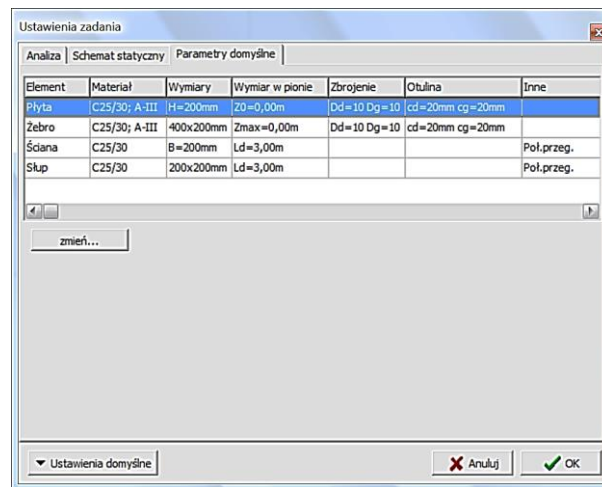 Ustawienia zadania
Analiza Schemat statyczny Parametry domyślne
Element Materiał Wymiary Wymiar w pionie Zbrojenie Otulina Inne
Płyta C25/30; A-III H=200mm Z0=0,00m Dd=10 Dg=10 cd=20mm cg=20mm
Żebro C25/30; A-III 400x200mm Zmax=0,00m Dd=10 Dg=10 cd=20mm cg=20mm
Ściana C25/30 B=200mm Ld=3,00m Poł.przeg.
Słup C25/30 200x200mm Ld=3,00m Poł.przeg.
zmień...
Ustawienia domyślne Anuluj OK